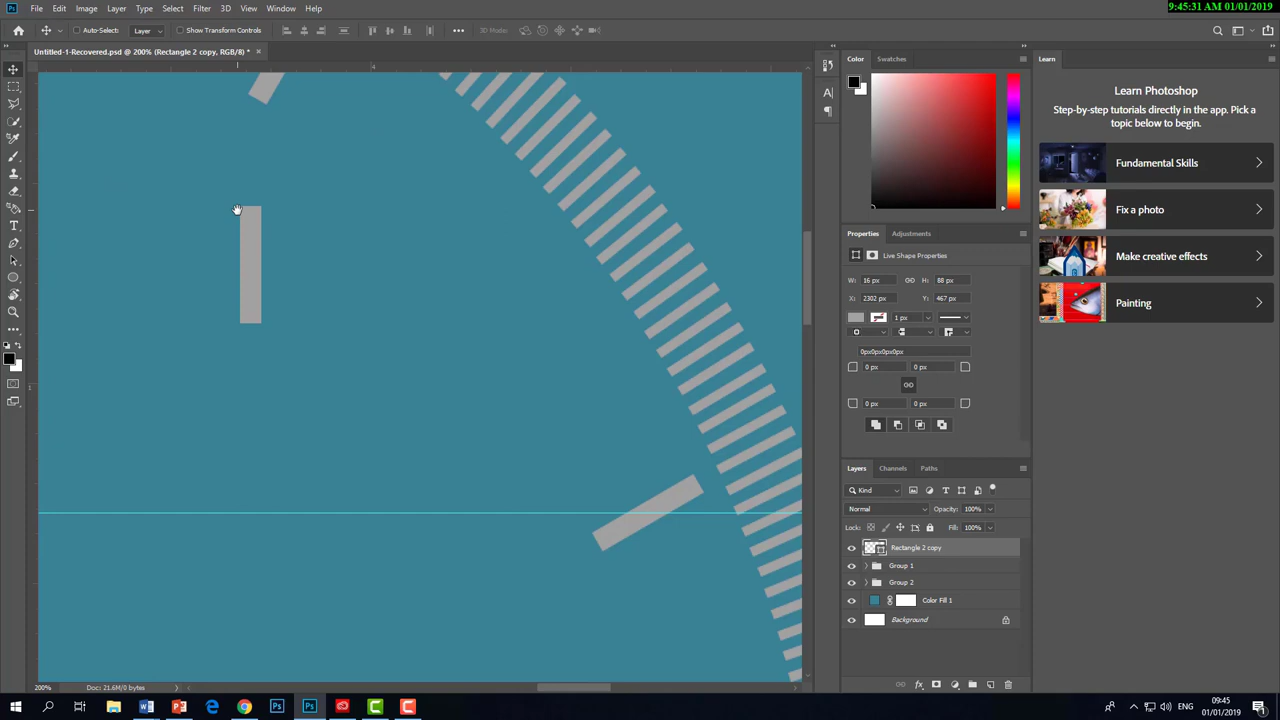 File Edit Image Layer Type Select Filter 3D View Window Help
9:45:31 AM 01/01/2019
Auto-Select: Layer Show Transform Controls 3D Mode:
Untitled-1-Recovered.psd @ 200% (Rectangle 2 copy, RGB/8) *
4
1
Color Swatches
Learn
Learn Photoshop
Step-by-step tutorials directly in the app. Pick a
topic below to begin.
Fundamental Skills
Fix a photo
Make creative effects
Painting
Properties Adjustments
Live Shape Properties
W: 16 px H: 88 px
X: 2302 px Y: 467 px
1 px
0px0px0px0px
0 px 0 px
0 px 0 px
Layers Channels Paths
Kind
Normal Opacity: 100%
Lock: Fill: 100%
Rectangle 2 copy
Group 1
Group 2
Color Fill 1
Background
200% Doc: 21.6M/0 bytes
ENG
09:45
01/01/2019